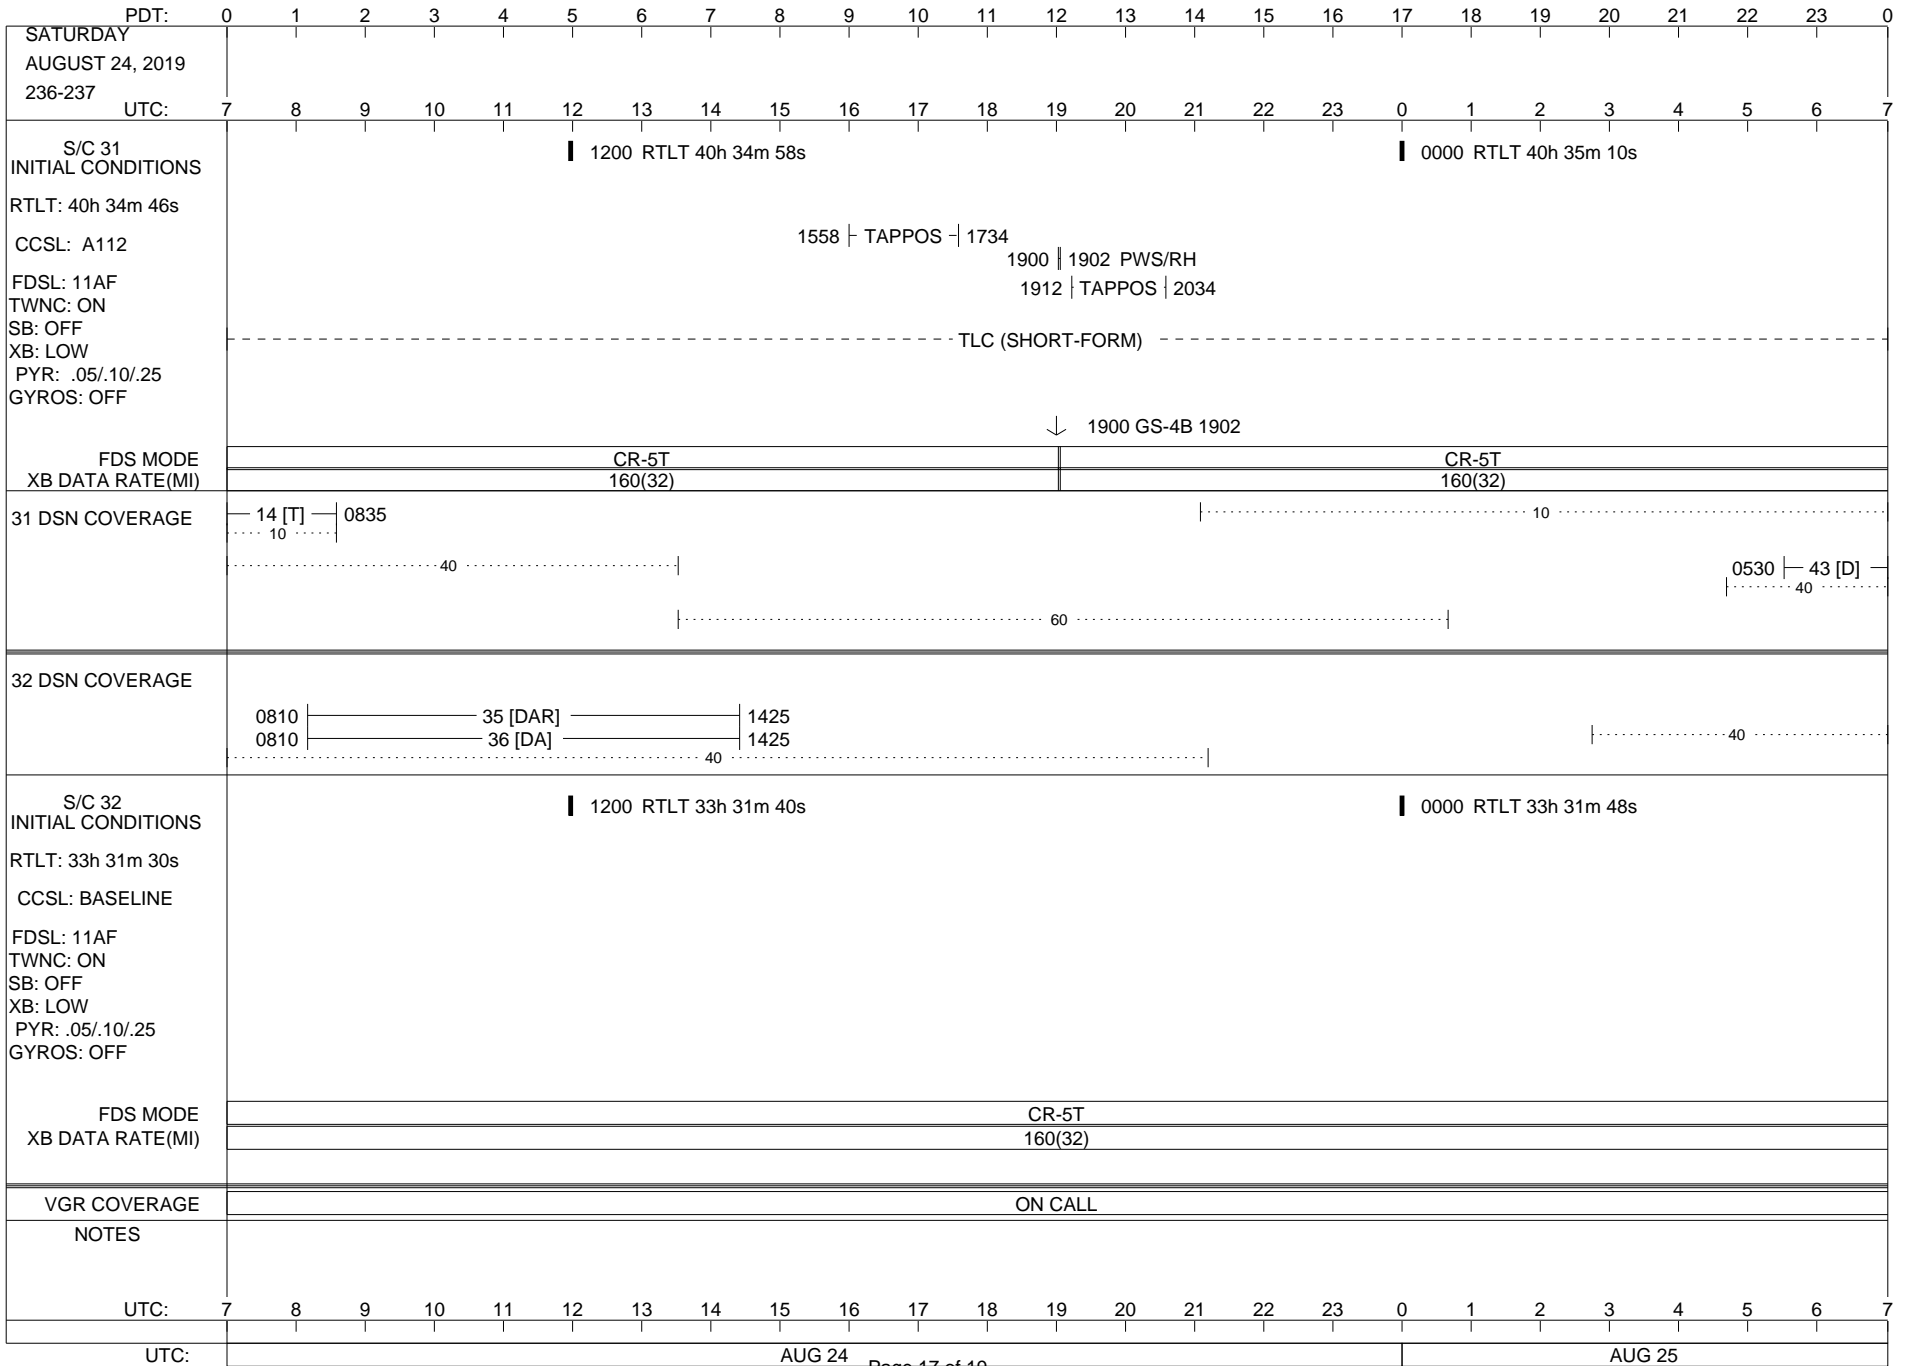 PDT: 0 1 2 3 4 5 6 7 8 9 10 11 12 13 14 15 16 17 18 19 20 21 22 23 0
SATURDAY
AUGUST 24, 2019
236-237
UTC: 7 8 9 10 11 12 13 14 15 16 17 18 19 20 21 22 23 0 1 2 3 4 5 6 7
S/C 31
INITIAL CONDITIONS
1200 RTLT 40h 34m 58s 0000 RTLT 40h 35m 10s
RTLT: 40h 34m 46s
1558 TAPPOS 1734
CCSL: A112
1900 1902 PWS/RH
FDSL: 11AF
1912 TAPPOS 2034
TWNC: ON
SB: OFF
TLC (SHORT-FORM)
XB: LOW
PYR: .05/.10/.25
GYROS: OFF
1900 GS-4B 1902
FDS MODE CR-5T CR-5T
XB DATA RATE(MI) 160(32) 160(32)
31 DSN COVERAGE 14 [T] 0835 10
10
40 0530 43 [D]
40
60
32 DSN COVERAGE
0810 35 [DAR] 1425
0810 36 [DA] 1425 40
40
S/C 32
INITIAL CONDITIONS
1200 RTLT 33h 31m 40s 0000 RTLT 33h 31m 48s
RTLT: 33h 31m 30s
CCSL: BASELINE
FDSL: 11AF
TWNC: ON
SB: OFF
XB: LOW
PYR: .05/.10/.25
GYROS: OFF
FDS MODE CR-5T
XB DATA RATE(MI) 160(32)
VGR COVERAGE ON CALL
NOTES
UTC: 7 8 9 10 11 12 13 14 15 16 17 18 19 20 21 22 23 0 1 2 3 4 5 6 7
UTC: AUG 24 AUG 25
Page 17 of 19